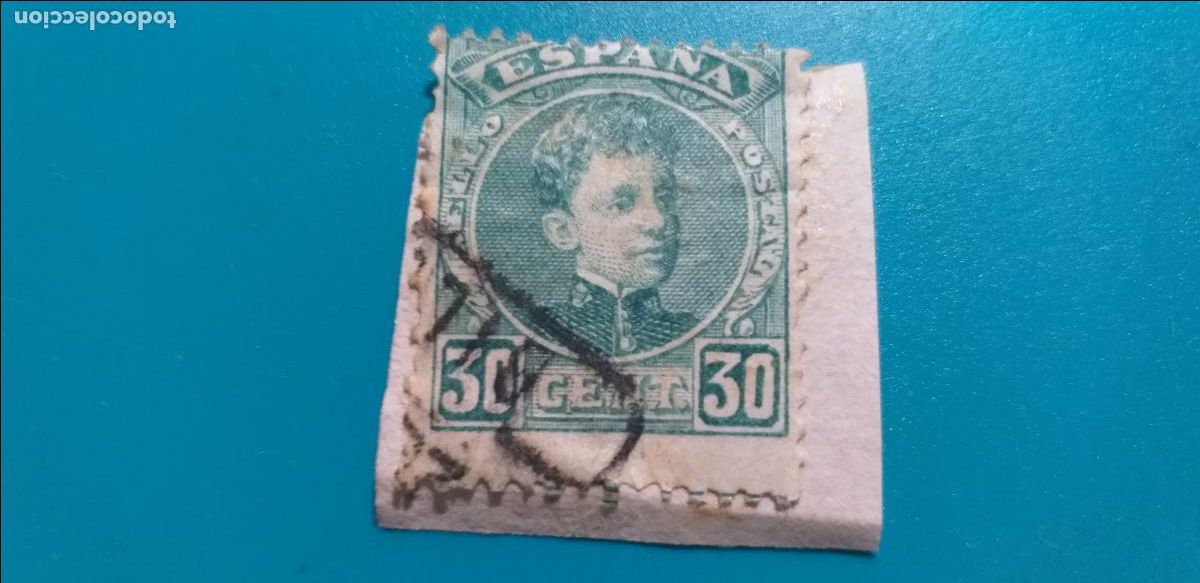 todocoleccion
ESPAÑA
SELLO POSTAL
30 CENT. 30